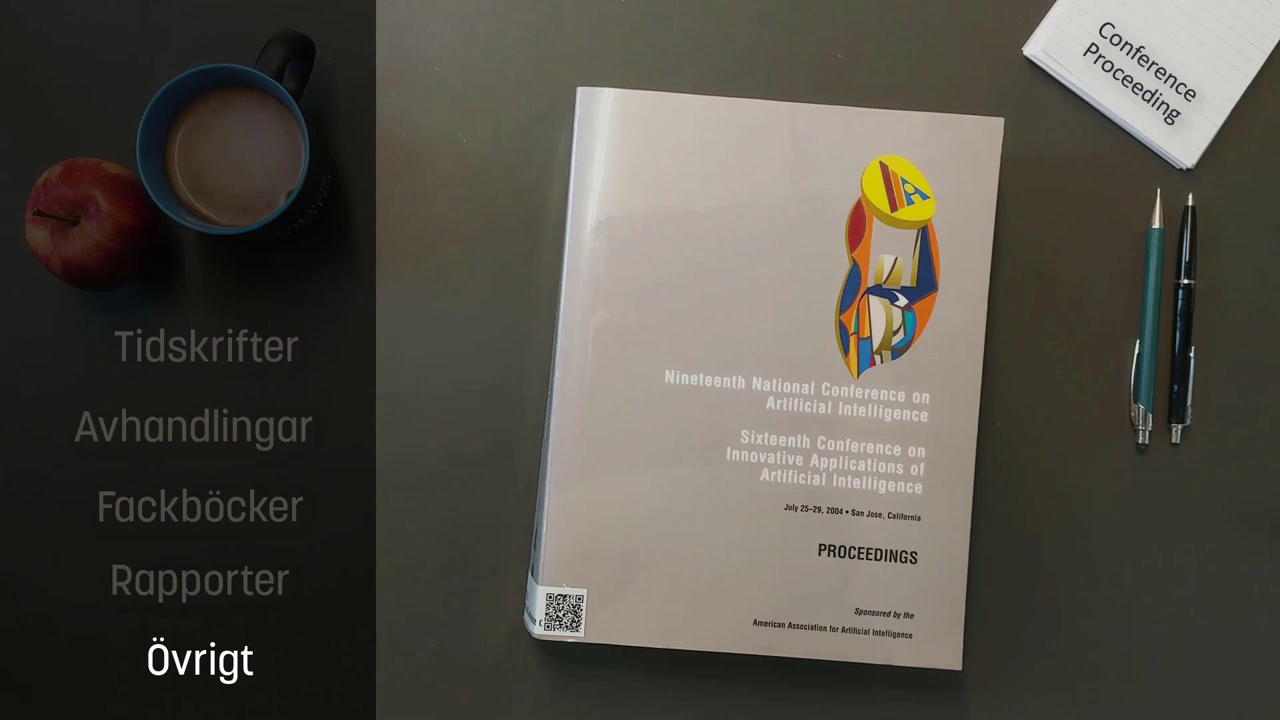 Tidskrifter
Avhandlingar
Fackböcker
Rapporter
Övrigt
Conference
Proceeding
Nineteenth National Conference on
Artificial Intelligence
Sixteenth Conference on
Innovative Applications of
Artificial Intelligence
July 25–29, 2004 • San Jose, California
PROCEEDINGS
Sponsored by the
American Association for Artificial Intelligence